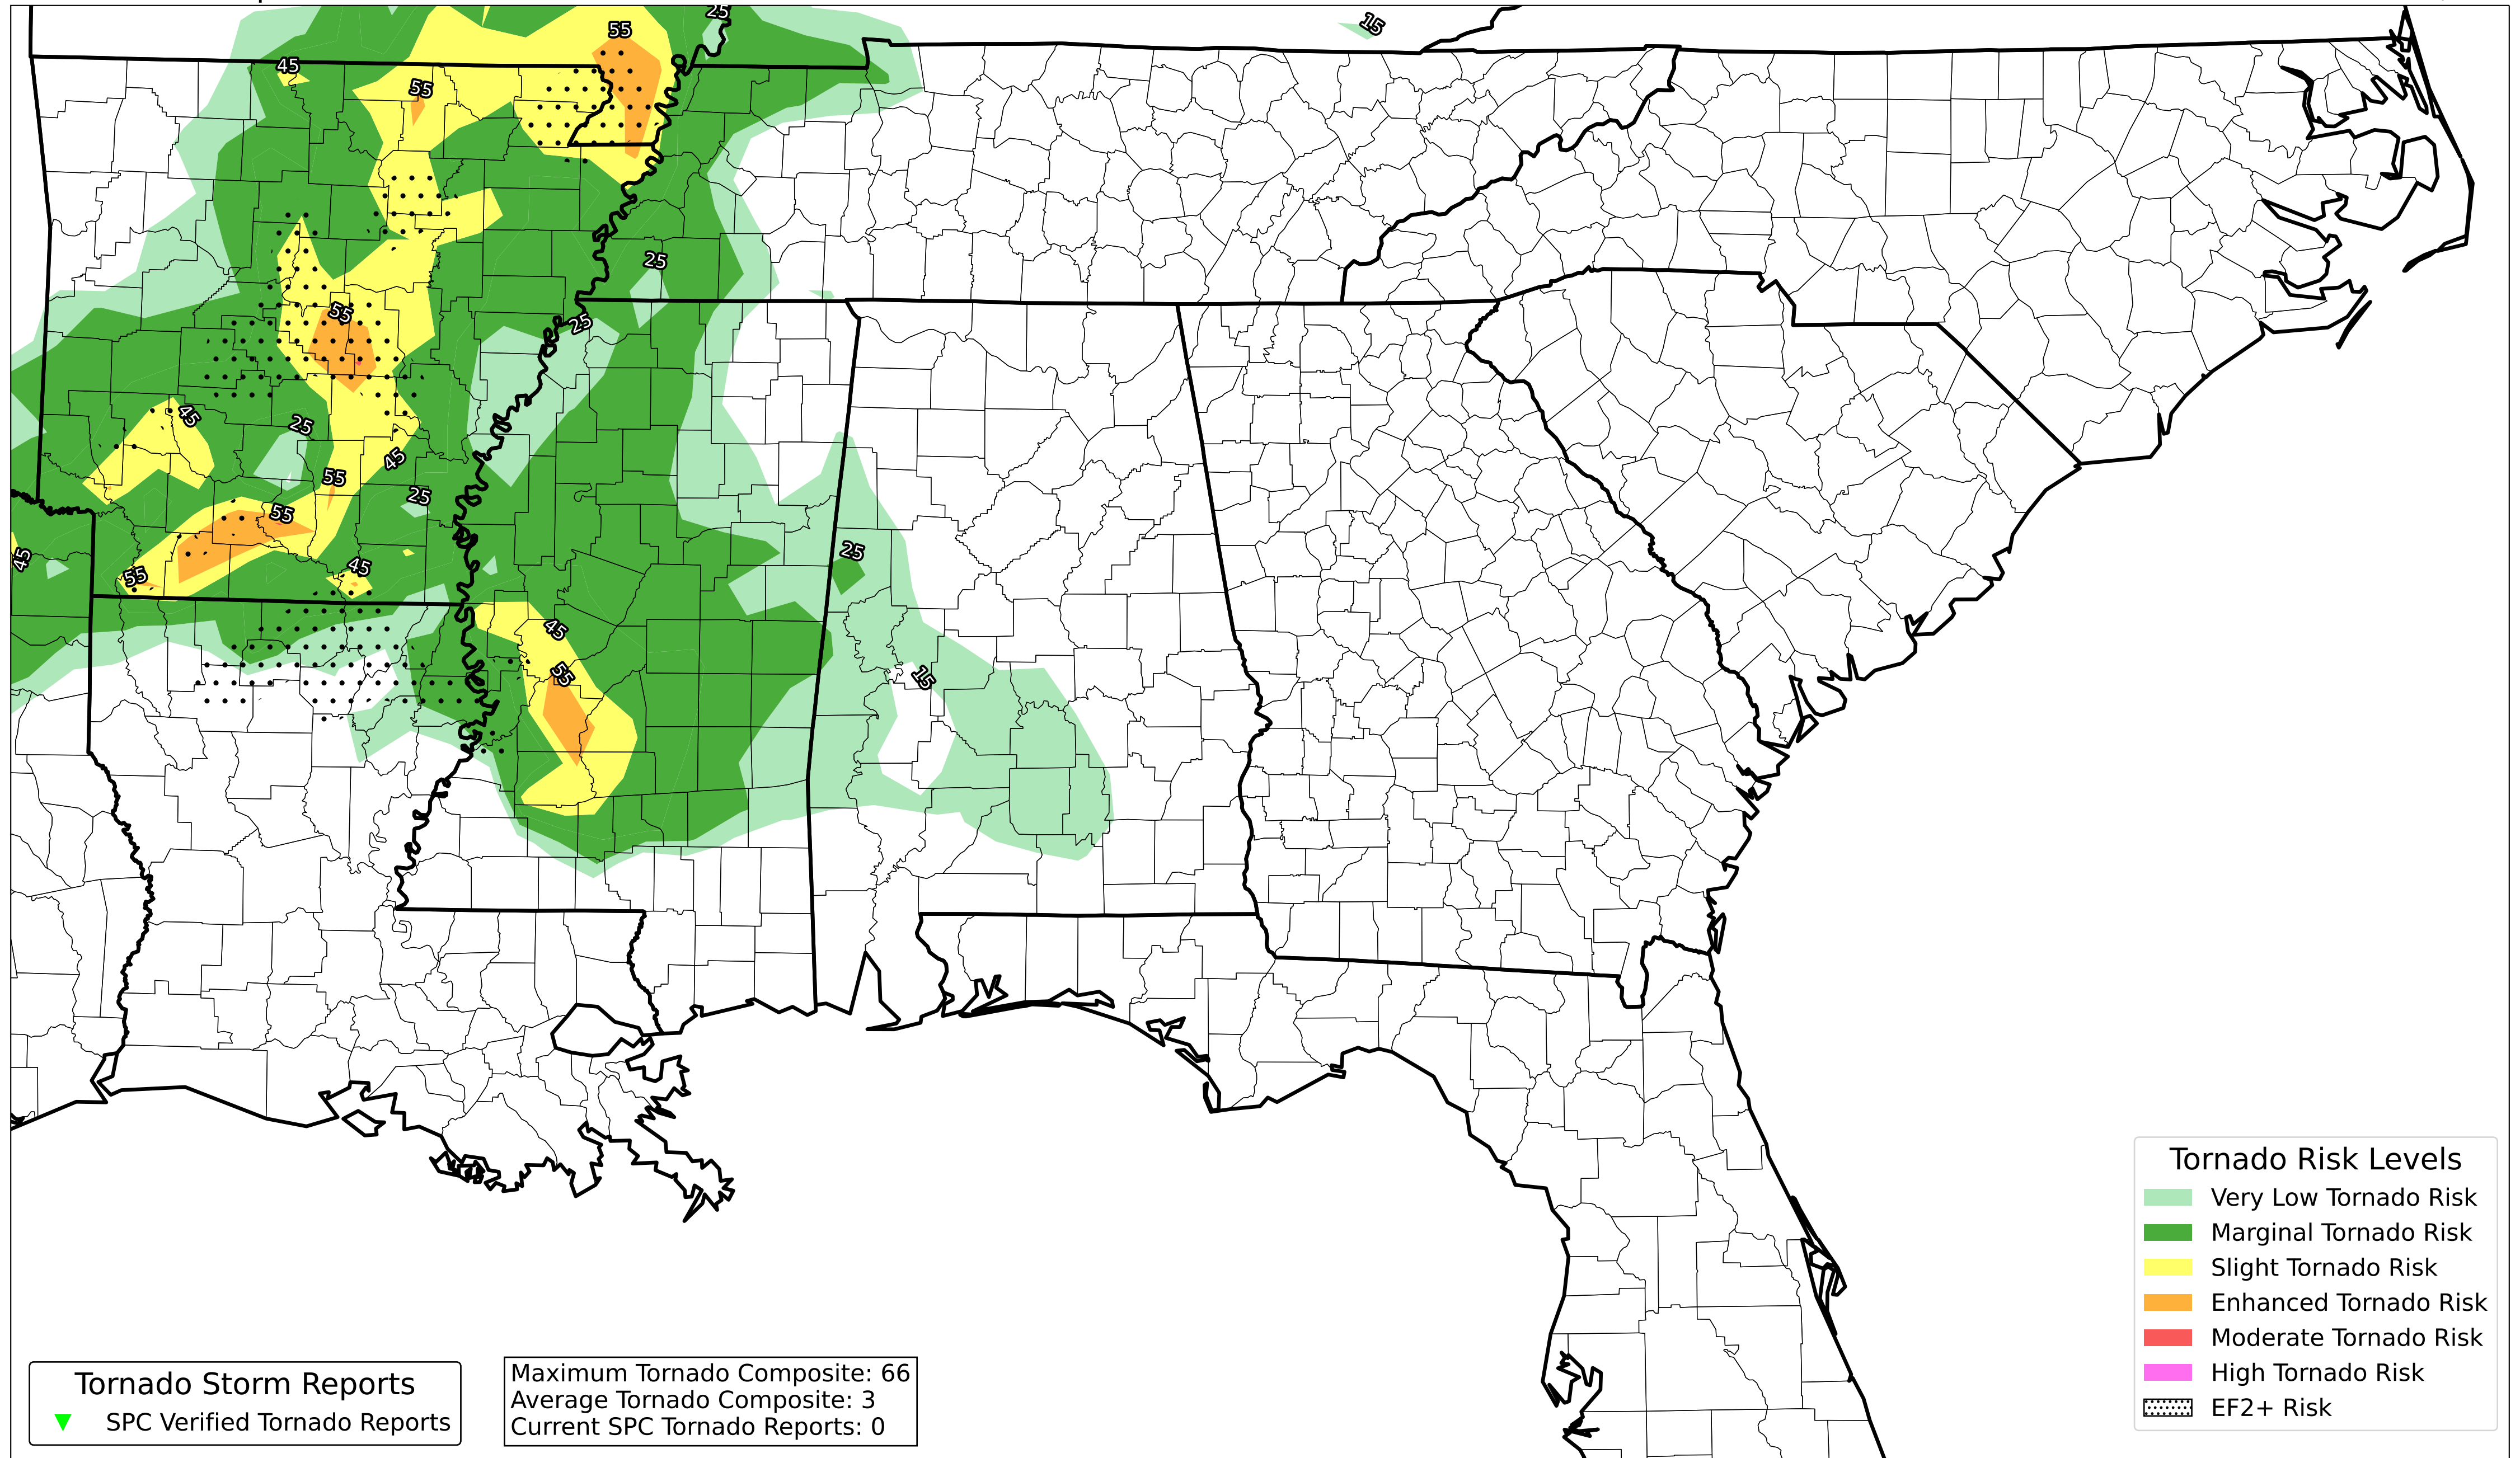 25
15
55
45
55
25
55
25
45
25
55
45
25
55
45
55
45
25
45
55
15
Tornado Risk Levels
Very Low Tornado Risk
Marginal Tornado Risk
Slight Tornado Risk
Enhanced Tornado Risk
Moderate Tornado Risk
High Tornado Risk
EF2+ Risk
Tornado Storm Reports
SPC Verified Tornado Reports
Maximum Tornado Composite: 66
Average Tornado Composite: 3
Current SPC Tornado Reports: 0